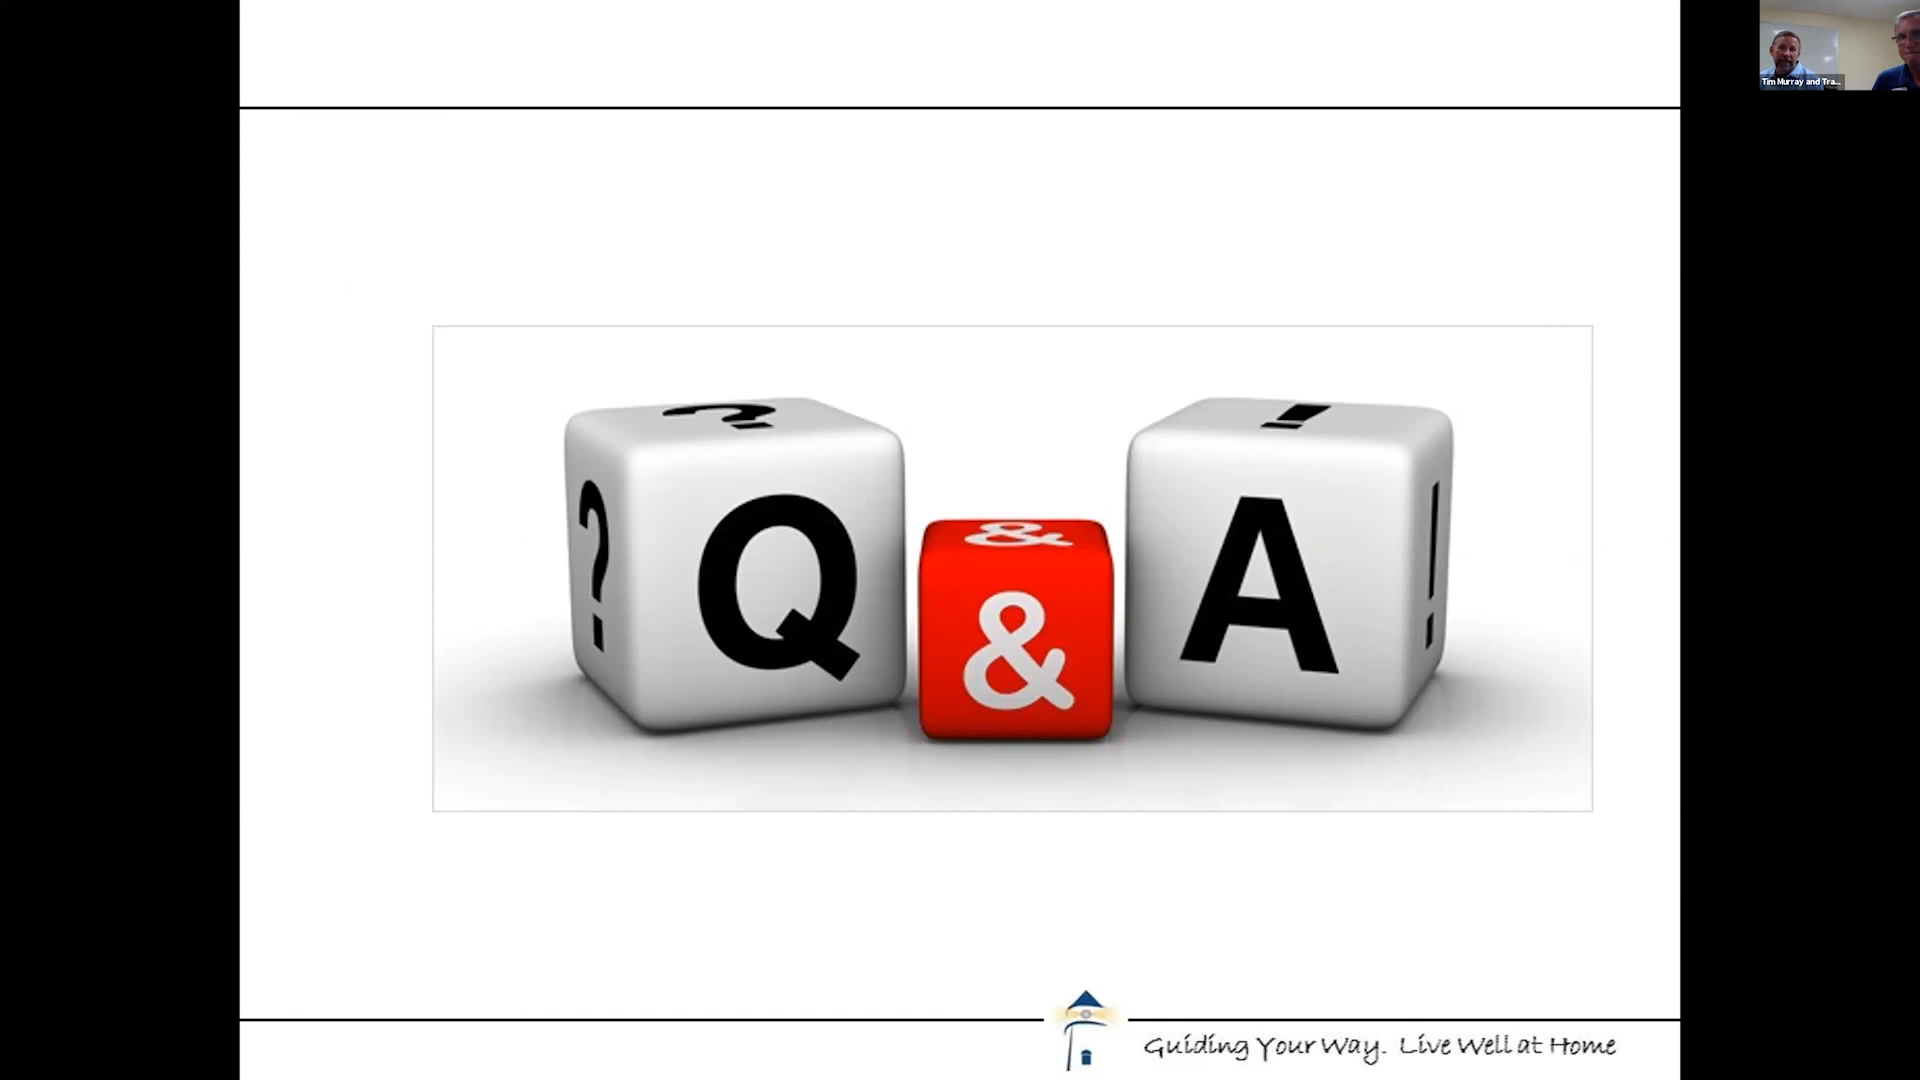 Tim Murray and Tra...
? !
? Q & & A !
Guiding Your Way. Live Well at Home